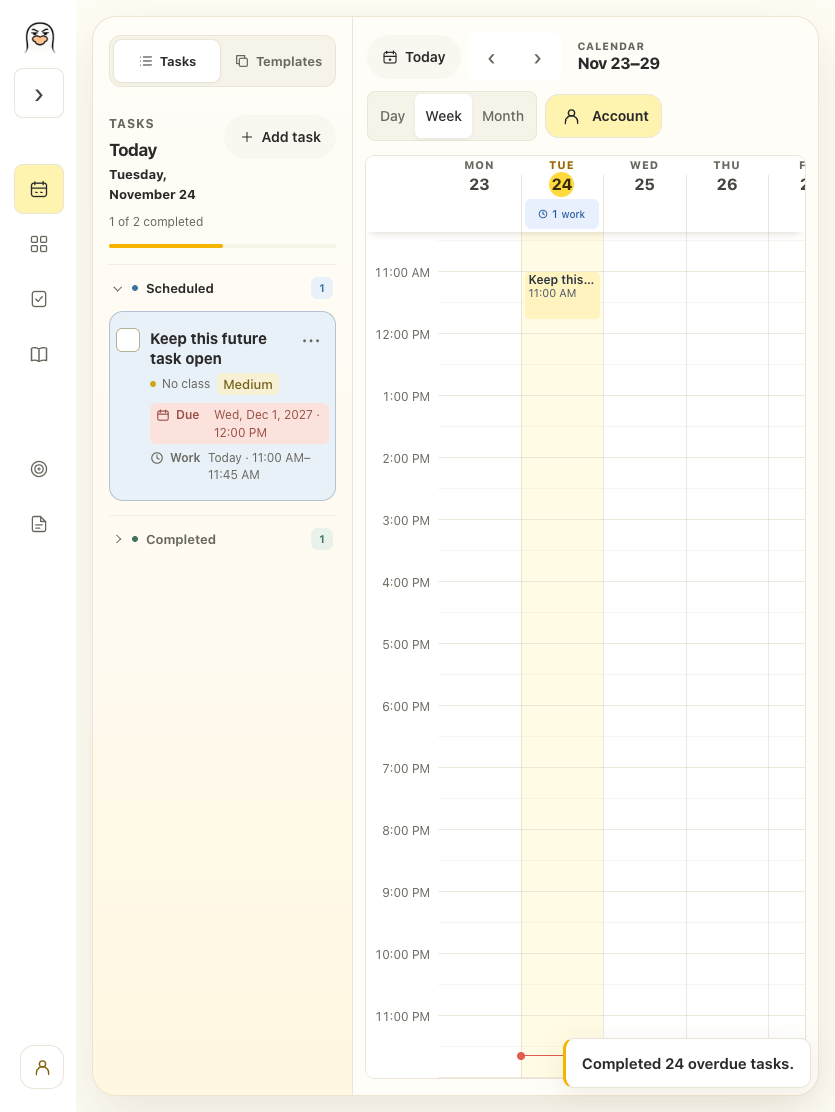 Tasks
Templates
TASKS
Today
Tuesday,
November 24
Add task
1 of 2 completed
Scheduled
1
Keep this future
task open
No class
Medium
Due
Wed, Dec 1, 2027 ·
12:00 PM
Work
Today · 11:00 AM–
11:45 AM
Completed
1
Today
CALENDAR
Nov 23–29
Day
Week
Month
Account
MON
23
TUE
24
WED
25
THU
26
F
2
1 work
11:00 AM
Keep this...
11:00 AM
12:00 PM
1:00 PM
2:00 PM
3:00 PM
4:00 PM
5:00 PM
6:00 PM
7:00 PM
8:00 PM
9:00 PM
10:00 PM
11:00 PM
Completed 24 overdue tasks.